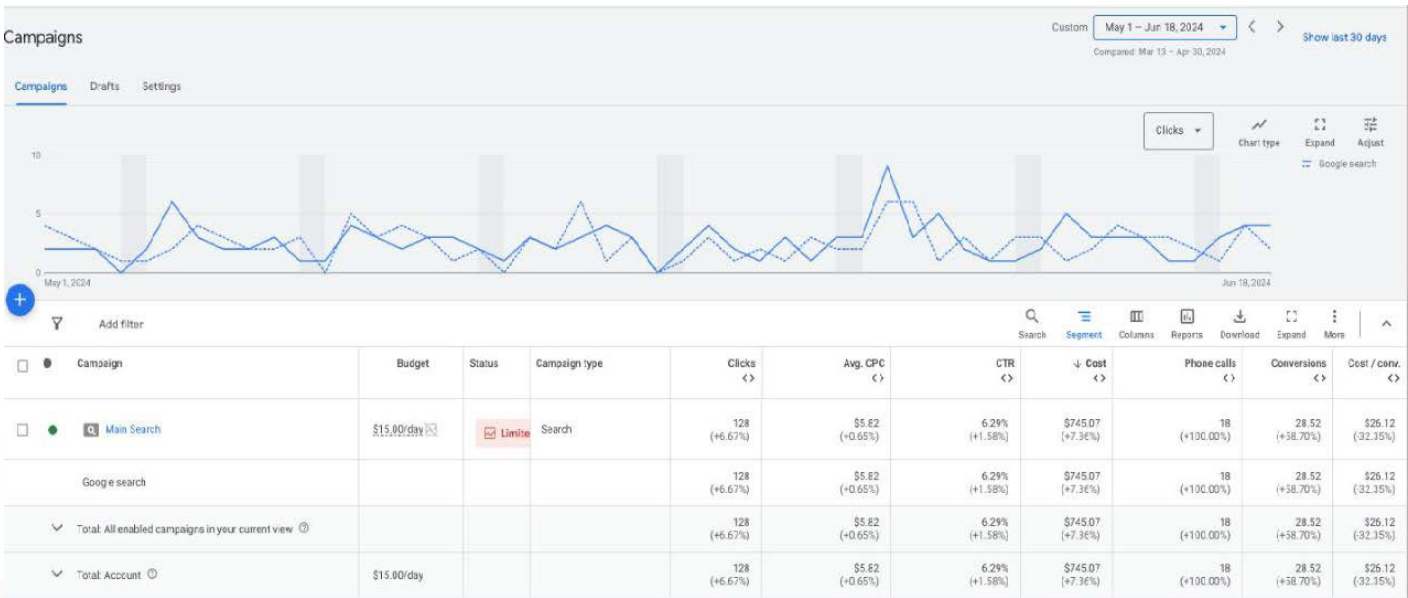 Campaigns
Custom May 1 – Jun 18, 2024 Show last 30 days
Compared: Mar 13 – Apr 30, 2024
Campaigns Drafts Settings
Clicks Chart type Expand Adjust
Google search
10
5
0
May 1, 2024 Jun 18, 2024
Add filter Search Segment Columns Reports Download Expand More
Campaign Budget Status Campaign type Clicks Avg. CPC CTR Cost Phone calls Conversions Cost / conv.
Main Search $15.00/day Limite Search 128 $5.82 6.29% $745.07 18 28.52 $26.12
(+6.67%) (+0.65%) (+1.58%) (+7.36%) (+100.00%) (+58.70%) (-32.35%)
Google search 128 $5.82 6.29% $745.07 18 28.52 $26.12
(+6.67%) (+0.65%) (+1.58%) (+7.36%) (+100.00%) (+58.70%) (-32.35%)
Total: All enabled campaigns in your current view 128 $5.82 6.29% $745.07 18 28.52 $26.12
(+6.67%) (+0.65%) (+1.58%) (+7.36%) (+100.00%) (+58.70%) (-32.35%)
Total: Account $15.00/day 128 $5.82 6.29% $745.07 18 28.52 $26.12
(+6.67%) (+0.65%) (+1.58%) (+7.36%) (+100.00%) (+58.70%) (-32.35%)